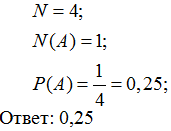 N = 4;
N(A) = 1;
P(A) = 1/4 = 0,25;
Ответ: 0,25